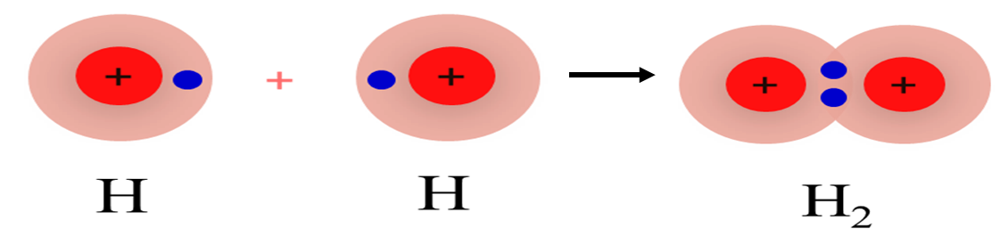 + + + → + +
H H H₂